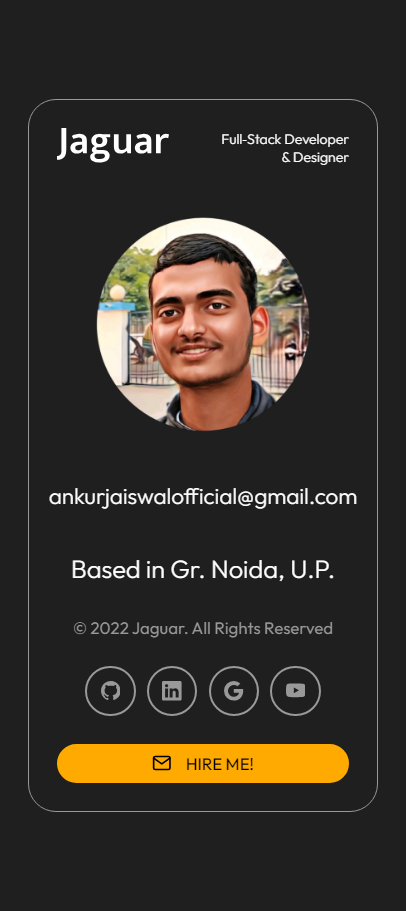 Jaguar
Full-Stack Developer
& Designer
ankurjaiswalofficial@gmail.com
Based in Gr. Noida, U.P.
© 2022 Jaguar. All Rights Reserved
HIRE ME!